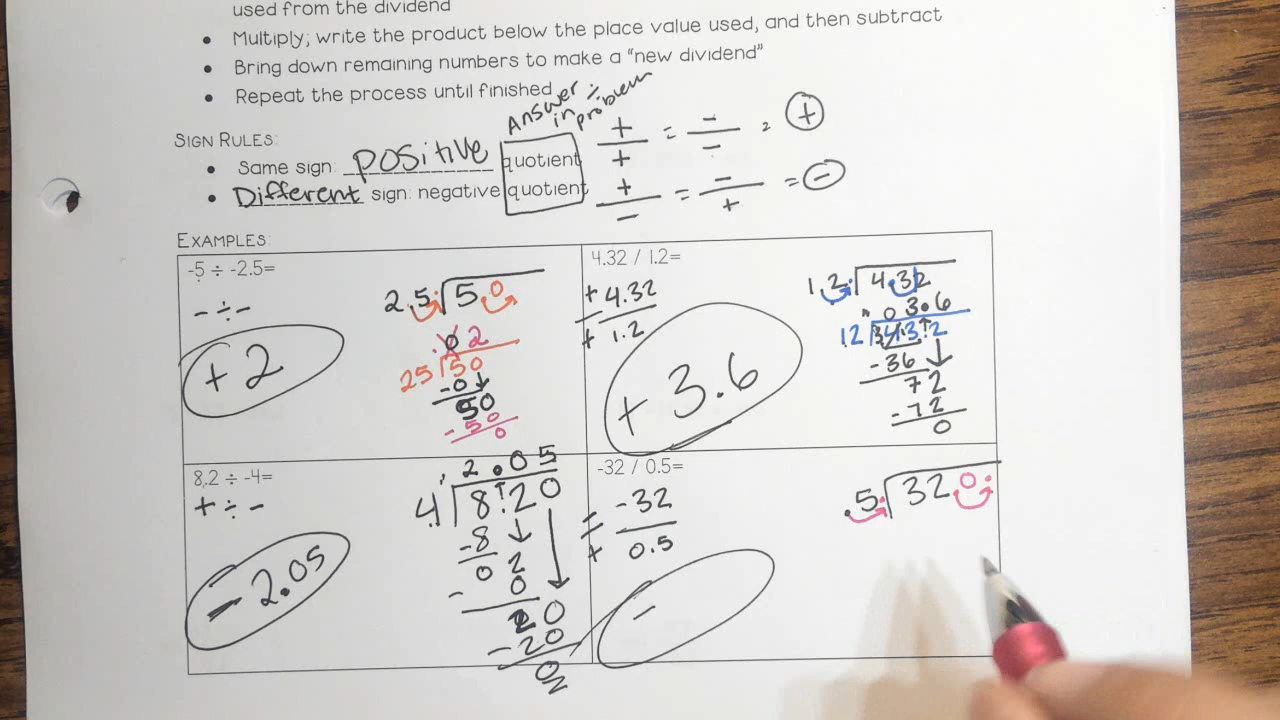 used from the dividend
• Multiply; write the product below the place value used, and then subtract
• Bring down remaining numbers to make a "new dividend"
• Repeat the process until finished
Answer in ÷ problem
SIGN RULES:
• Same sign: positive quotient
• Different sign: negative quotient
+/+ = -/- = +
+/- = -/+ = -
EXAMPLES:
-5 ÷ -2.5=
- ÷ -
+ 2
2.5 5 0
0 2
25 50
-0
50
-50
0
4.32 / 1.2=
+ 4.32
+ 1.2
+ 3.6
1.2 4.32
0 3.6
12 43.2
-36
72
-72
0
8.2 ÷ -4=
+ ÷ -
- 2.05
2.05
4 8.20
-8
0 2
- 0
20
-20
0
-32 / 0.5=
-32
+ 0.5
-
.5 32 0.